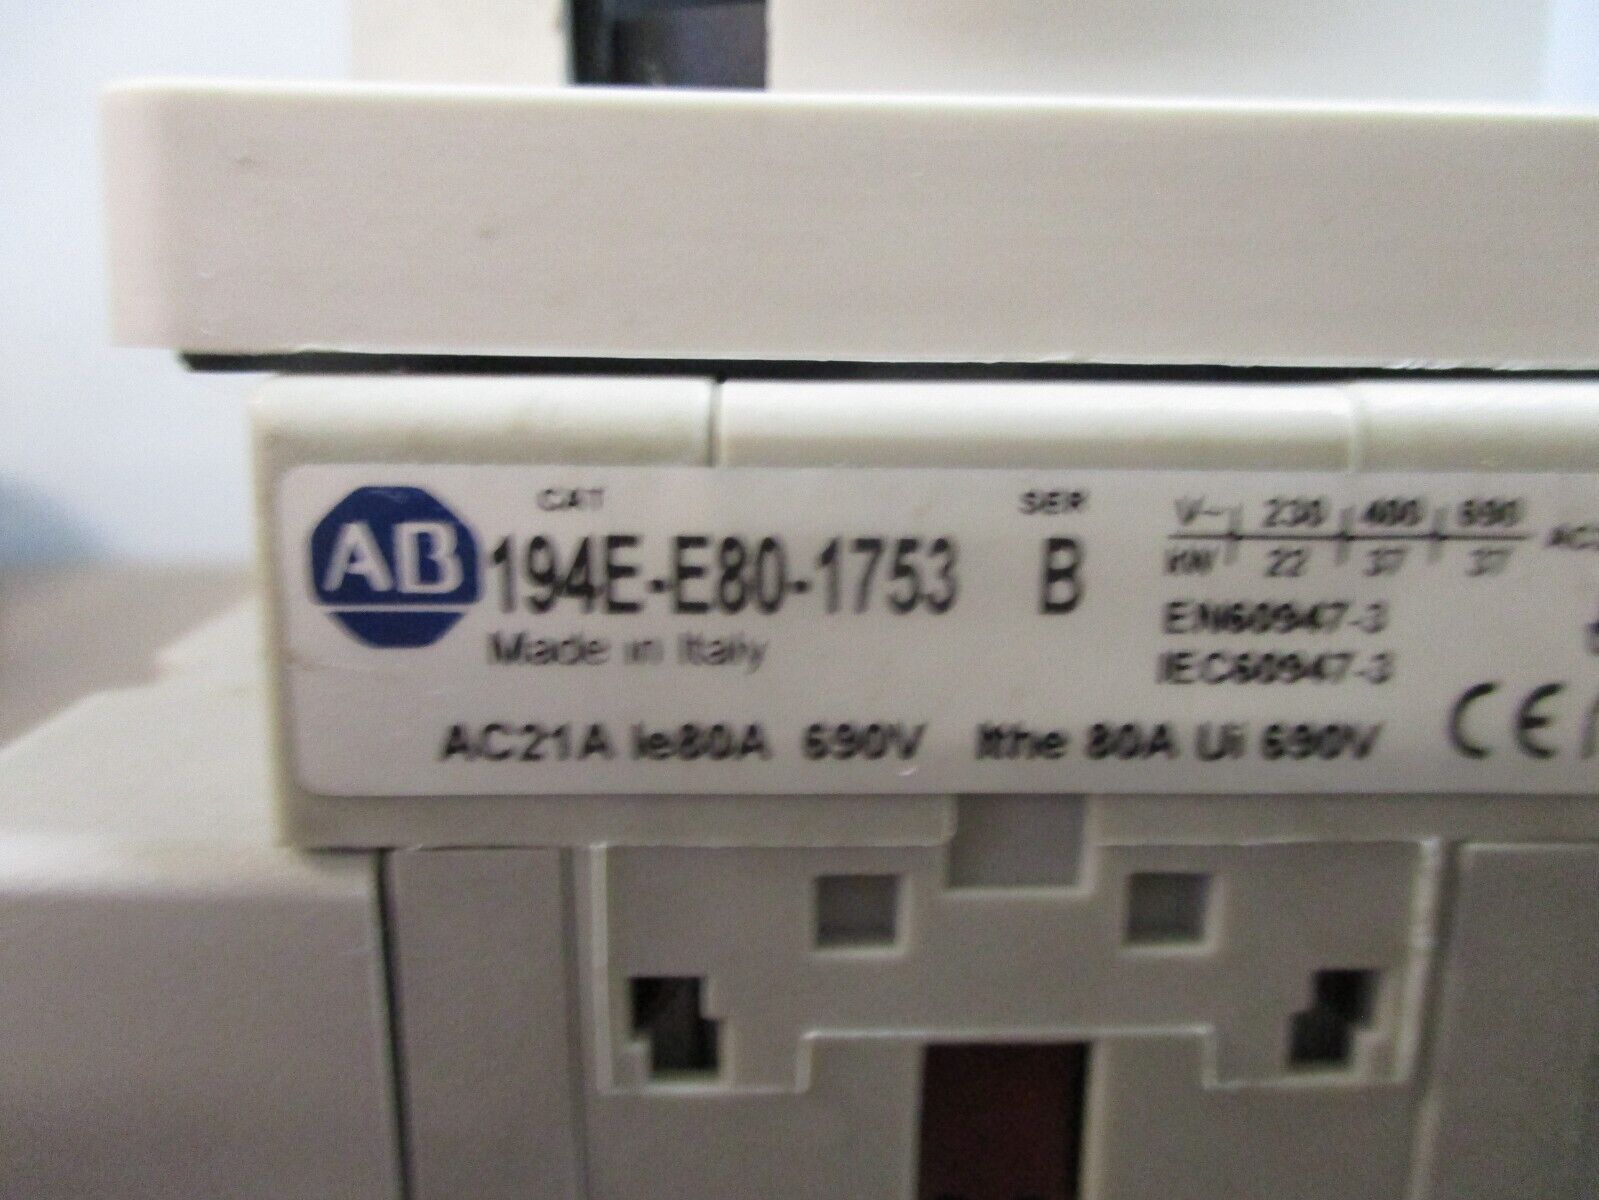 CAT SER
AB 194E-E80-1753 B
Made in Italy
V~ 230 400 690
kW 22 37 37
EN60947-3
IEC60947-3
AC21A Ie80A 690V Ithe 80A Ui 690V CE